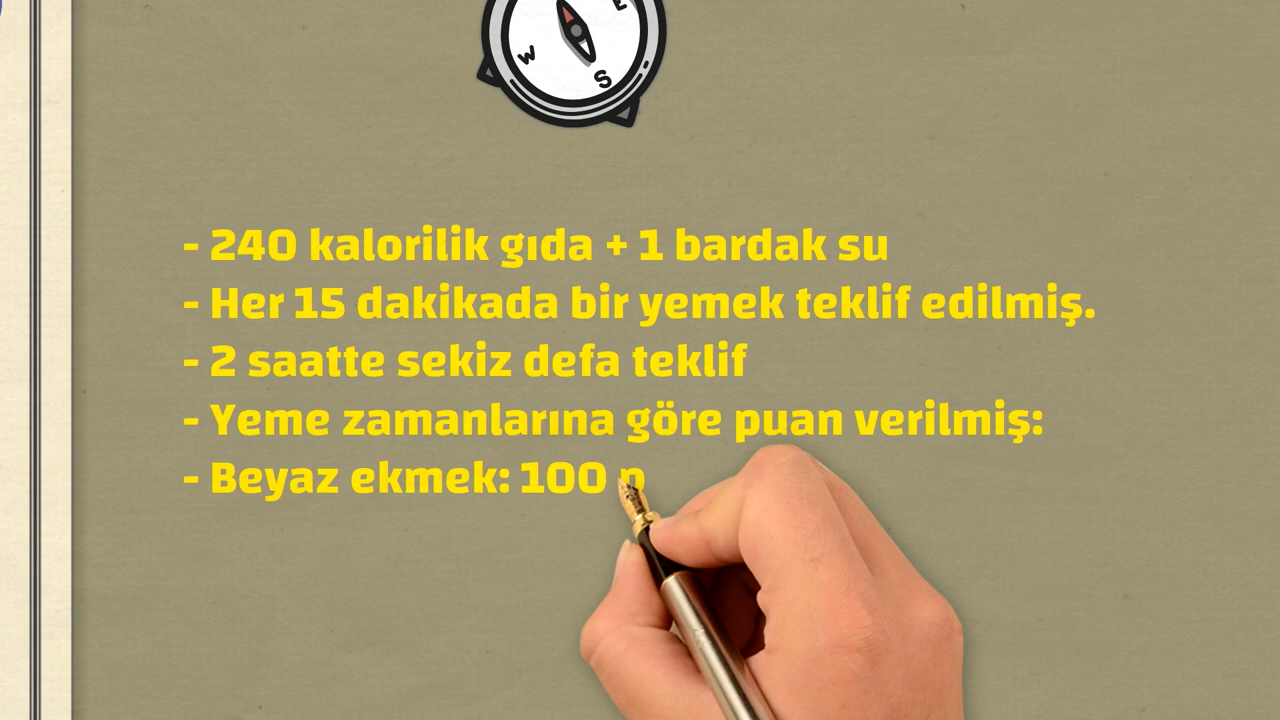 E
W
S
- 240 kalorilik gıda + 1 bardak su
- Her 15 dakikada bir yemek teklif edilmiş.
- 2 saatte sekiz defa teklif
- Yeme zamanlarına göre puan verilmiş:
- Beyaz ekmek: 100 p